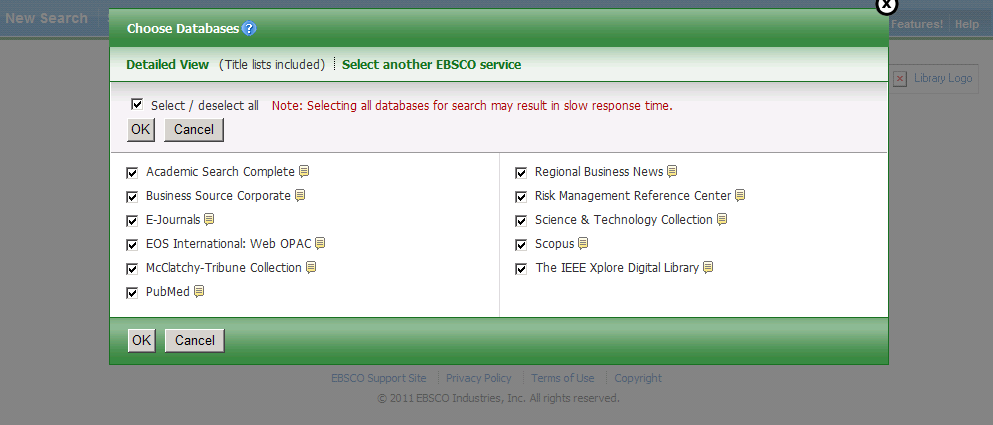 New Search
Features! Help
Choose Databases ?
Detailed View (Title lists included) Select another EBSCO service
Library Logo
Select / deselect all Note: Selecting all databases for search may result in slow response time.
OK Cancel
Academic Search Complete
Business Source Corporate
E-Journals
EOS International: Web OPAC
McClatchy-Tribune Collection
PubMed
Regional Business News
Risk Management Reference Center
Science & Technology Collection
Scopus
The IEEE Xplore Digital Library
OK Cancel
EBSCO Support Site Privacy Policy Terms of Use Copyright
© 2011 EBSCO Industries, Inc. All rights reserved.